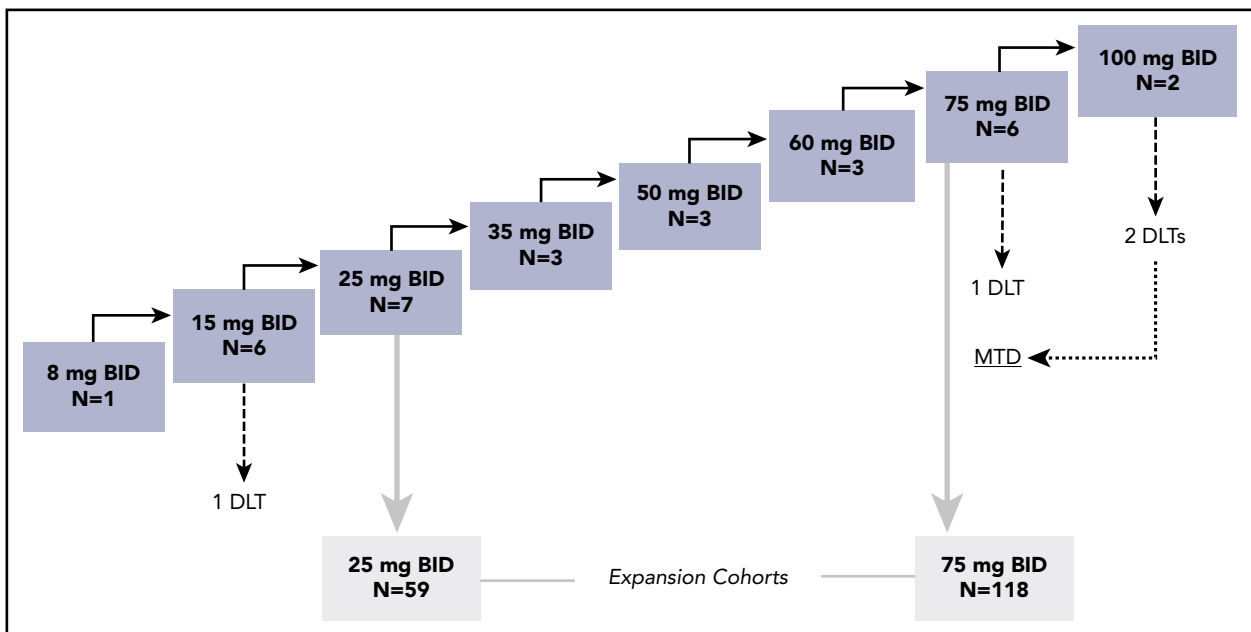 8 mg BID
N=1
15 mg BID
N=6
1 DLT
25 mg BID
N=7
35 mg BID
N=3
50 mg BID
N=3
60 mg BID
N=3
75 mg BID
N=6
1 DLT
100 mg BID
N=2
2 DLTs
MTD
25 mg BID
N=59
Expansion Cohorts
75 mg BID
N=118